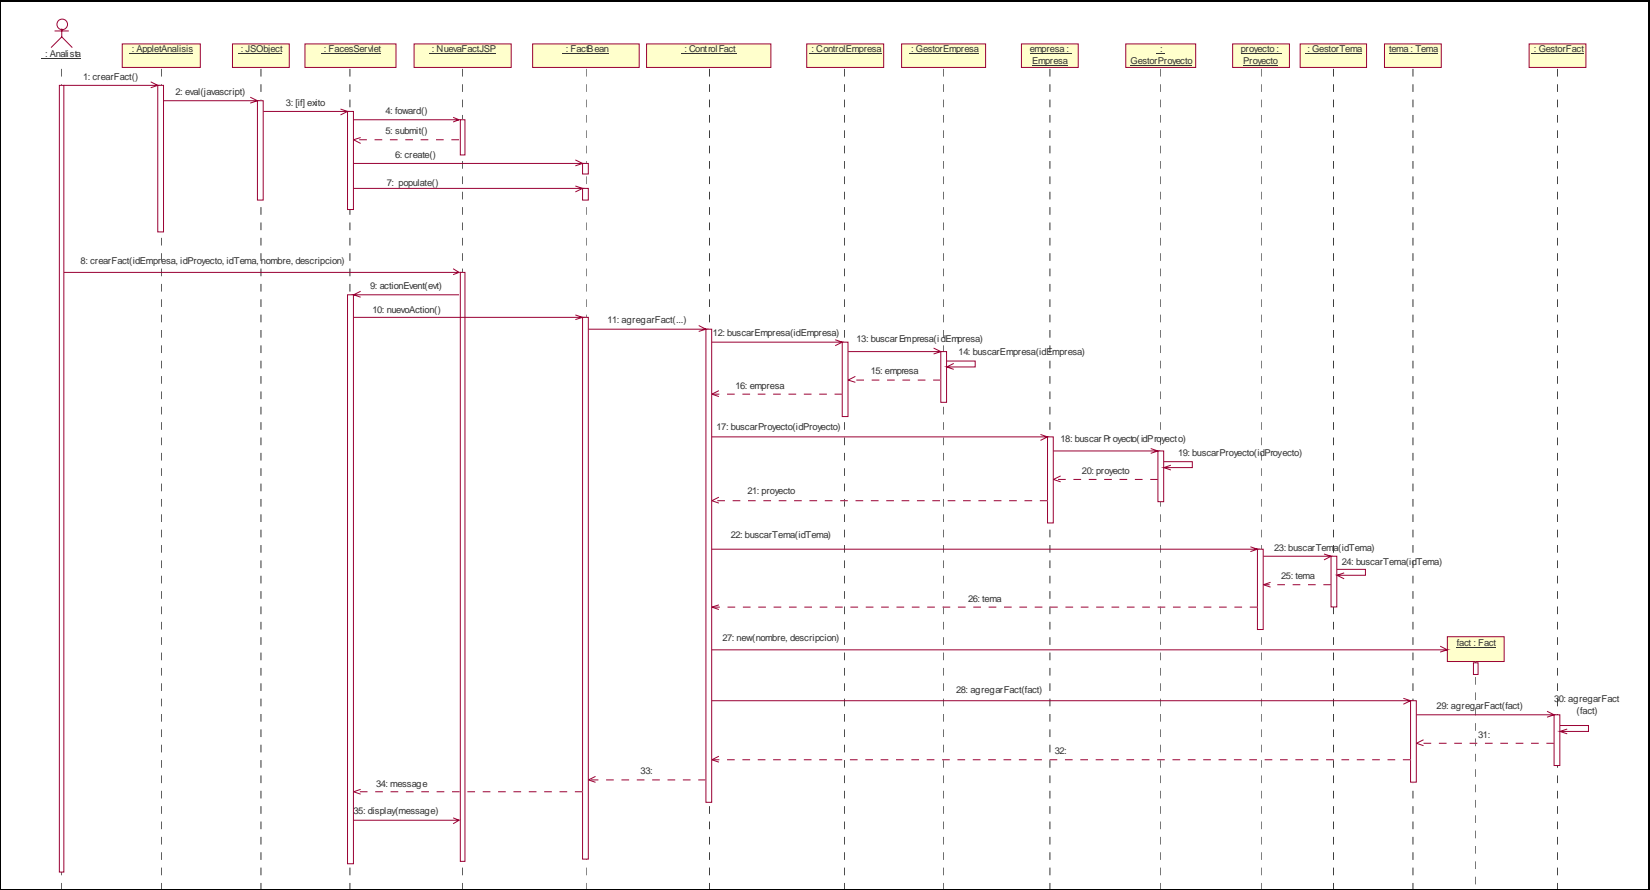 : Analista
: AppletAnalisis
: JSObject
: FacesServlet
: NuevaFactJSP
: FactBean
: ControlFact
: ControlEmpresa
: GestorEmpresa
empresa :
Empresa
:
GestorProyecto
proyecto :
Proyecto
: GestorTema
tema : Tema
: GestorFact
1: crearFact()
2: eval(javascript)
3: [if] exito
4: foward()
5: submit()
6: create()
7: populate()
8: crearFact(idEmpresa, idProyecto, idTema, nombre, descripcion)
9: actionEvent(evt)
10: nuevoAction()
11: agregarFact(...)
12: buscarEmpresa(idEmpresa)
13: buscarEmpresa(idEmpresa)
14: buscarEmpresa(idEmpresa)
15: empresa
16: empresa
17: buscarProyecto(idProyecto)
18: buscarProyecto(idProyecto)
19: buscarProyecto(idProyecto)
20: proyecto
21: proyecto
22: buscarTema(idTema)
23: buscarTema(idTema)
24: buscarTema(idTema)
25: tema
26: tema
27: new(nombre, descripcion)
fact : Fact
28: agregarFact(fact)
29: agregarFact(fact)
30: agregarFact
(fact)
31:
32:
33:
34: message
35: display(message)